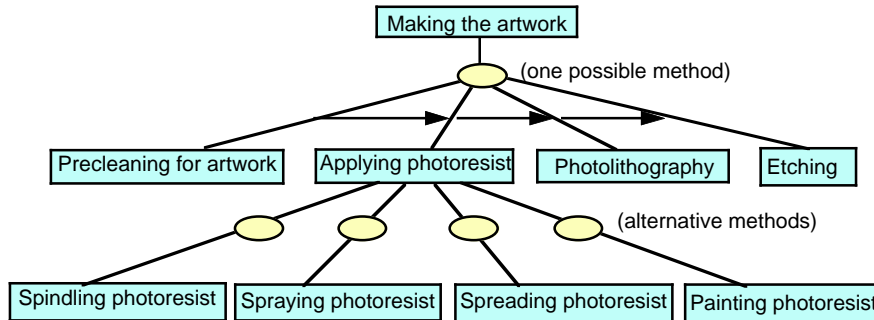 Making the artwork
(one possible method)
Precleaning for artwork
Applying photoresist
Photolithography
Etching
(alternative methods)
Spindling photoresist
Spraying photoresist
Spreading photoresist
Painting photoresist